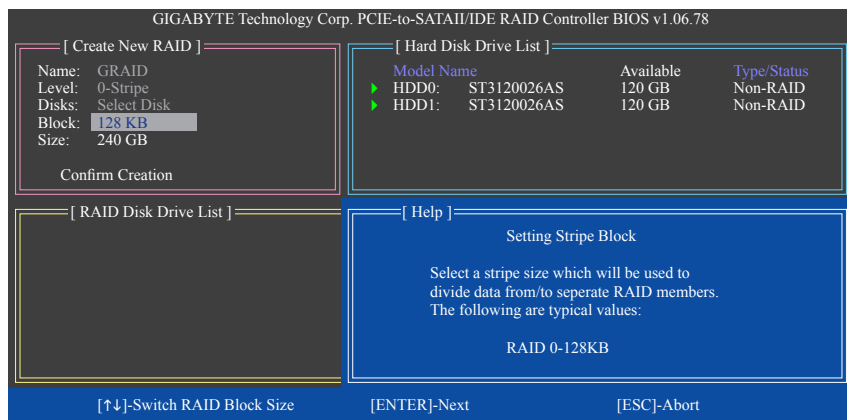 GIGABYTE Technology Corp. PCIE-to-SATAII/IDE RAID Controller BIOS v1.06.78
[ Create New RAID ]
Name: GRAID
Level: 0-Stripe
Disks: Select Disk
Block: 128 KB
Size: 240 GB
Confirm Creation
[ Hard Disk Drive List ]
Model Name Available Type/Status
HDD0: ST3120026AS 120 GB Non-RAID
HDD1: ST3120026AS 120 GB Non-RAID
[ RAID Disk Drive List ]
[ Help ]
Setting Stripe Block
Select a stripe size which will be used to
divide data from/to seperate RAID members.
The following are typical values:
RAID 0-128KB
[↑↓]-Switch RAID Block Size [ENTER]-Next [ESC]-Abort